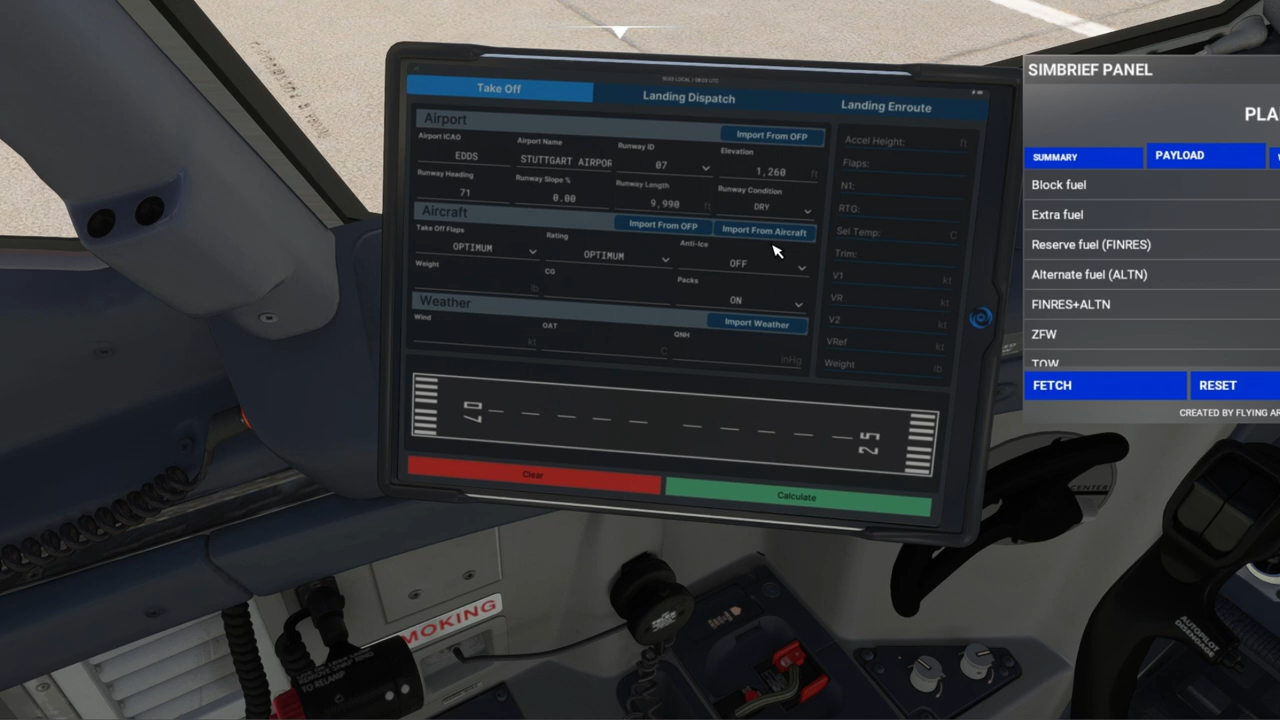 SIMBRIEF PANEL
Take Off
Landing Dispatch
Landing Enroute
Airport
Import From OFP
Airport ICAO
Airport Name
Runway ID
Elevation
EDDS
STUTTGART AIRPOR
07
1,260 ft
Runway Heading
Runway Slope %
Runway Length
Runway Condition
71
0.00
9,990 ft
DRY
Aircraft
Import From OFP
Import From Aircraft
Take Off Flaps
Rating
Anti-Ice
OPTIMUM
OPTIMUM
OFF
Weight
CG
Packs
lb
ON
Weather
Import Weather
Wind
OAT
QNH
kt
C
inHg
Accel Height: ft
Flaps:
N1:
RTG:
Sel Temp: C
Trim:
V1 kt
VR kt
V2 kt
VRef kt
Weight lb
07
25
Clear
Calculate
PLA
SUMMARY
PAYLOAD
Block fuel
Extra fuel
Reserve fuel (FINRES)
Alternate fuel (ALTN)
FINRES+ALTN
ZFW
TOW
FETCH
RESET
CREATED BY FLYING AR
CENTER
MOKING
AUTOPILOT
DISENGAGE